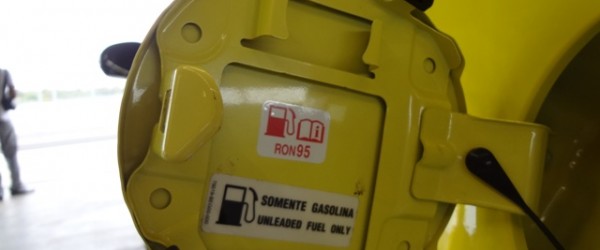 RON95
SOMENTE GASOLINA
UNLEADED FUEL ONLY